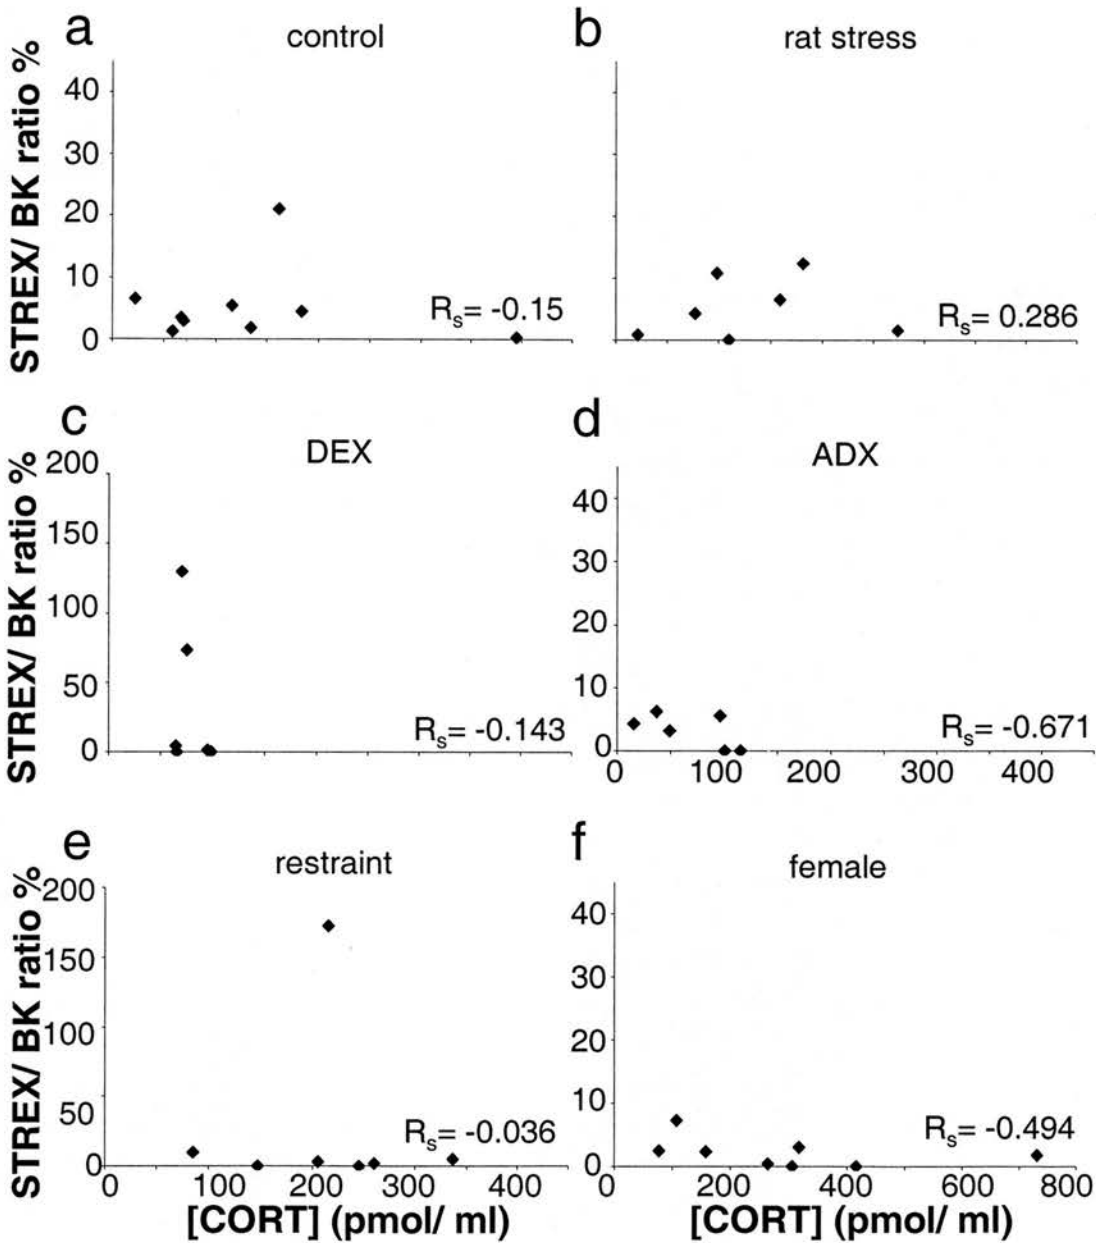 a
control
STREX/ BK ratio %
40
30
20
10
0
Rs= -0.15
b
rat stress
Rs= 0.286
c
DEX
STREX/ BK ratio %
200
150
100
50
0
Rs= -0.143
d
ADX
40
30
20
10
0
Rs= -0.671
0 100 200 300 400
e
restraint
STREX/ BK ratio %
200
150
100
50
0
Rs= -0.036
0 100 200 300 400
[CORT] (pmol/ ml)
f
female
40
30
20
10
0
Rs= -0.494
0 200 400 600 800
[CORT] (pmol/ ml)